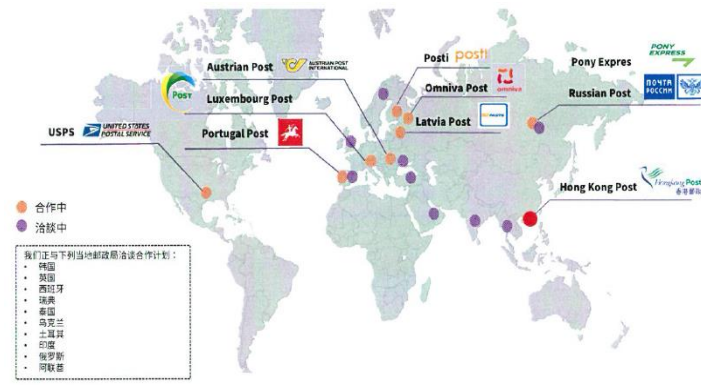 PONY EXPRESS
Posti posti
Pony Expres
Austrian Post AUSTRIAN POST INTERNATIONAL
Omniva Post omniva
ПОЧТА РОССИИ
Russian Post
POST
Luxembourg Post
Latvia Post
USPS UNITED STATES POSTAL SERVICE
Portugal Post
Hong Kong Post
Hongkong Post
香港郵政
合作中
洽談中
我们正与下列当地邮政局洽谈合作计划：
• 韩国
• 英国
• 西班牙
• 瑞典
• 泰国
• 乌克兰
• 土耳其
• 印度
• 俄罗斯
• 阿联酋